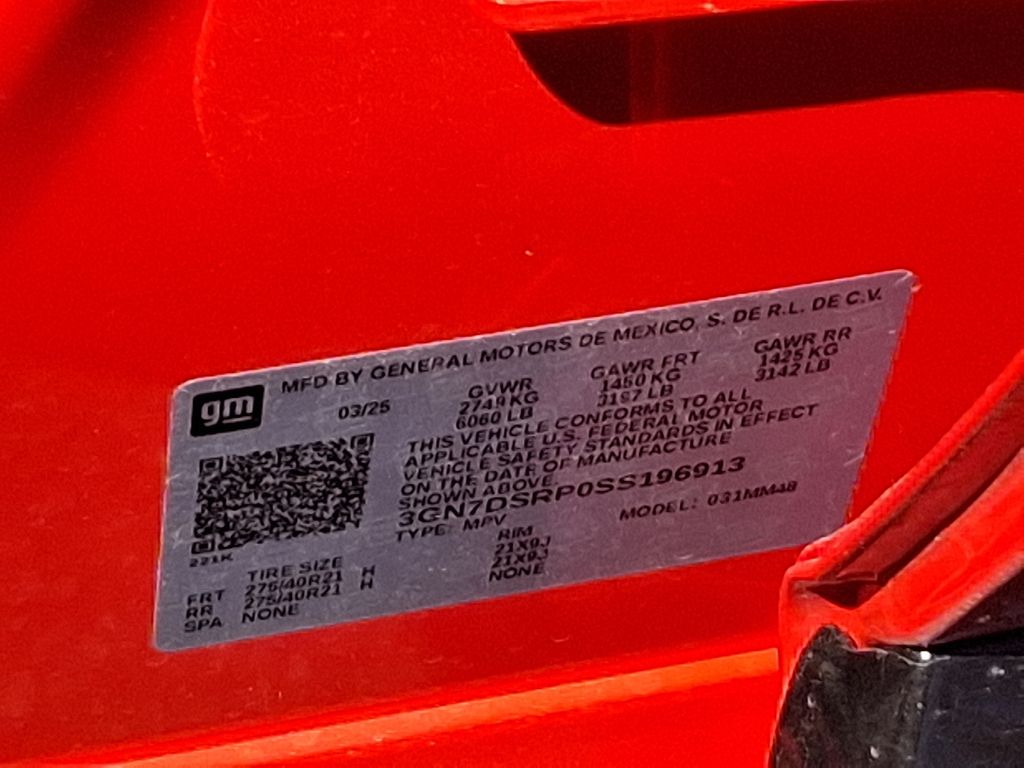 MFD BY GENERAL MOTORS DE MEXICO, S. DE R.L. DE C.V.
gm
03/25
GVWR GAWR FRT GAWR RR
2749 KG 1450 KG 1425 KG
6060 LB 3197 LB 3142 LB
THIS VEHICLE CONFORMS TO ALL
APPLICABLE U.S. FEDERAL MOTOR
VEHICLE SAFETY STANDARDS IN EFFECT
ON THE DATE OF MANUFACTURE
SHOWN ABOVE.
3GN7DSRP0SS196913
TYPE: MPV MODEL: 031MM48
221K
TIRE SIZE RIM
FRT 275/40R21 H 21X9J
RR 275/40R21 H 21X9J
SPA NONE NONE